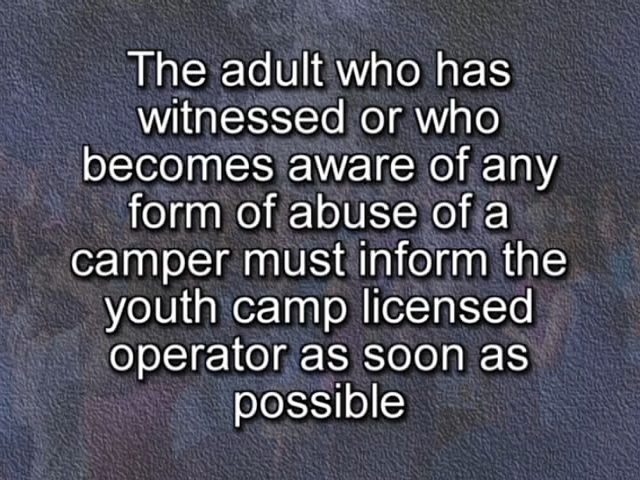 The adult who has
witnessed or who
becomes aware of any
form of abuse of a
camper must inform the
youth camp licensed
operator as soon as
possible